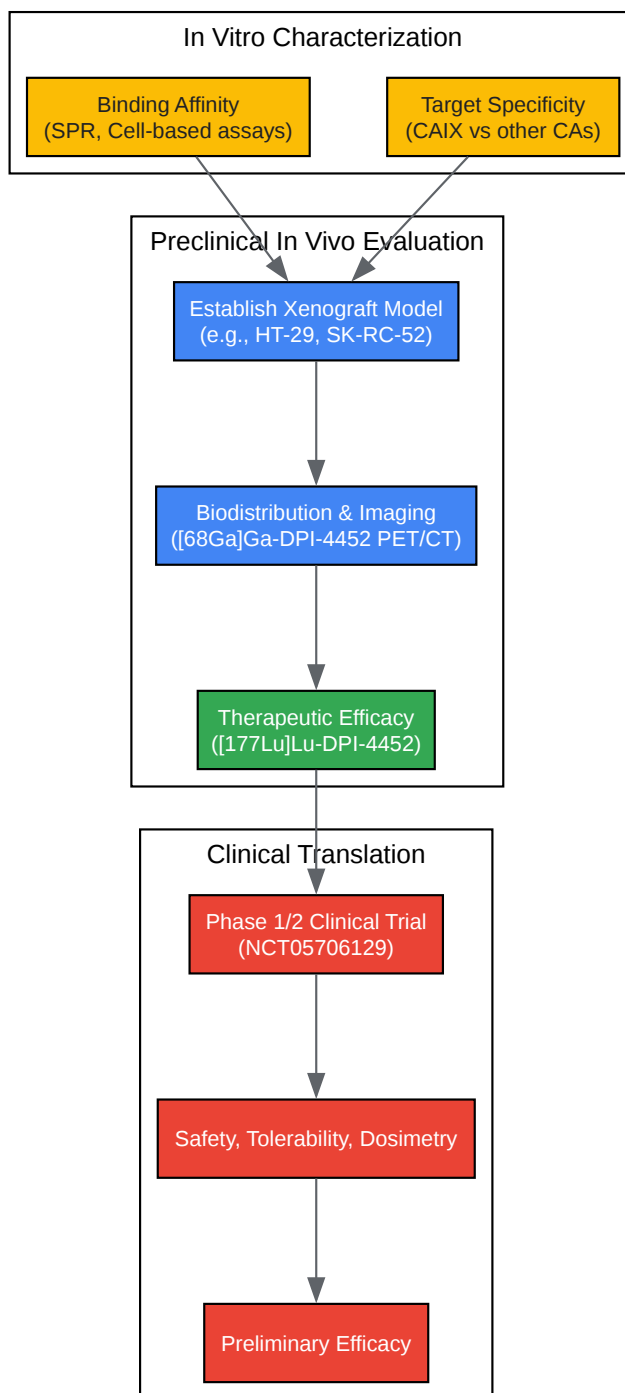 In Vitro Characterization
Binding Affinity
(SPR, Cell-based assays)
Target Specificity
(CAIX vs other CAs)
Preclinical In Vivo Evaluation
Establish Xenograft Model
(e.g., HT-29, SK-RC-52)
Biodistribution & Imaging
([68Ga]Ga-DPI-4452 PET/CT)
Therapeutic Efficacy
([177Lu]Lu-DPI-4452)
Clinical Translation
Phase 1/2 Clinical Trial
(NCT05706129)
Safety, Tolerability, Dosimetry
Preliminary Efficacy